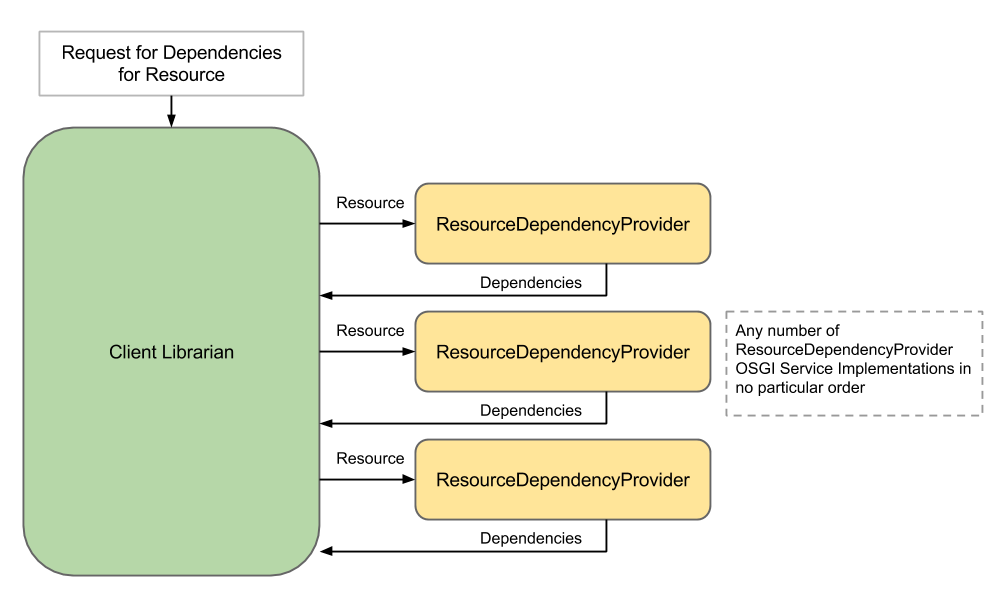 Request for Dependencies
for Resource
Resource
ResourceDependencyProvider
Dependencies
Client Librarian
Resource
ResourceDependencyProvider
Dependencies
Any number of
ResourceDependencyProvider
OSGI Service Implementations in
no particular order
Resource
ResourceDependencyProvider
Dependencies